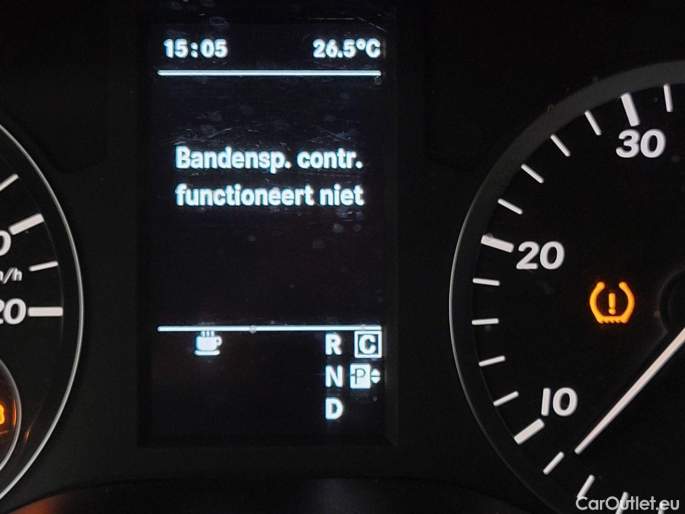 15:05 26.5°C
Bandensp. contr.
functioneert niet
R C
N P
D
30
20
10
20
CarOutlet.eu